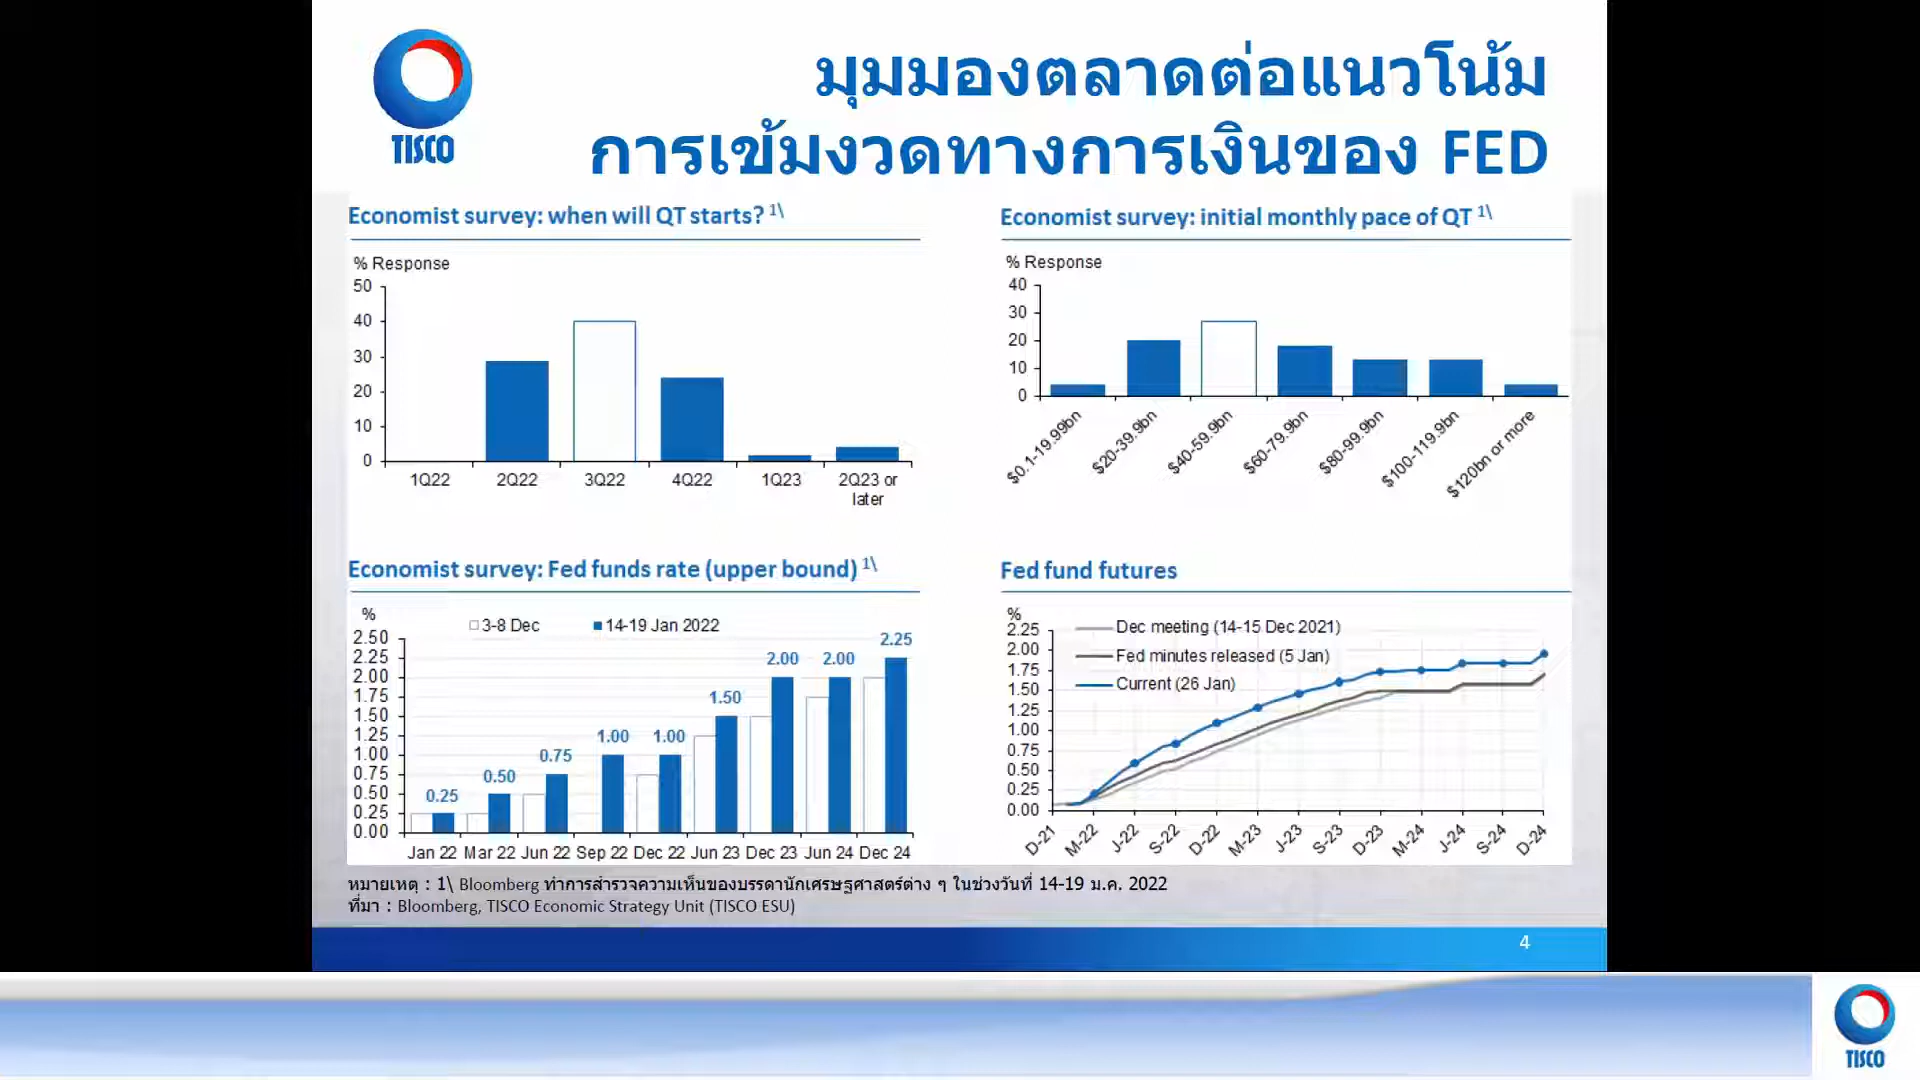 TISCO
มุมมองตลาดต่อแนวโน้ม
การเข้มงวดทางการเงินของ FED
Economist survey: when will QT starts? 1\
% Response
50
40
30
20
10
0
1Q22 2Q22 3Q22 4Q22 1Q23 2Q23 or later
Economist survey: initial monthly pace of QT 1\
% Response
40
30
20
10
0
$0.1-19.99bn $20-39.9bn $40-59.9bn $60-79.9bn $80-99.9bn $100-119.9bn $120bn or more
Economist survey: Fed funds rate (upper bound) 1\
%
3-8 Dec 14-19 Jan 2022
2.50
2.25
2.00
1.75
1.50
1.25
1.00
0.75
0.50
0.25
0.00
0.25 0.50 0.75 1.00 1.00 1.50 2.00 2.00 2.25
Jan 22 Mar 22 Jun 22 Sep 22 Dec 22 Jun 23 Dec 23 Jun 24 Dec 24
Fed fund futures
%
2.25
2.00
1.75
1.50
1.25
1.00
0.75
0.50
0.25
0.00
Dec meeting (14-15 Dec 2021)
Fed minutes released (5 Jan)
Current (26 Jan)
D-21 M-22 J-22 S-22 D-22 M-23 J-23 S-23 D-23 M-24 J-24 S-24 D-24
หมายเหตุ : 1\ Bloomberg ทำการสำรวจความเห็นของบรรดานักเศรษฐศาสตร์ต่าง ๆ ในช่วงวันที่ 14-19 ม.ค. 2022
ที่มา : Bloomberg, TISCO Economic Strategy Unit (TISCO ESU)
4
TISCO